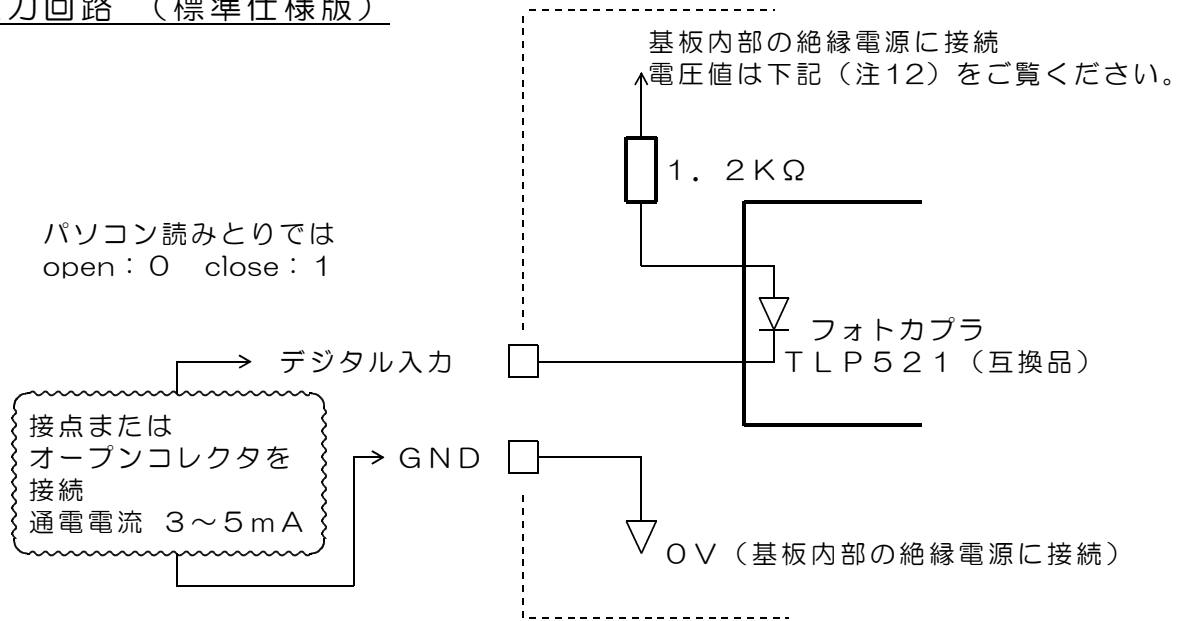 力回路 (標準仕様版)
基板内部の絶縁電源に接続
電圧値は下記(注12)をご覧ください。
1.2KΩ
パソコン読みとりでは
open:0 close:1
フォトカプラ
TLP521(互換品)
デジタル入力
接点または
オープンコレクタを
接続
通電電流 3~5mA
GND
0V(基板内部の絶縁電源に接続)